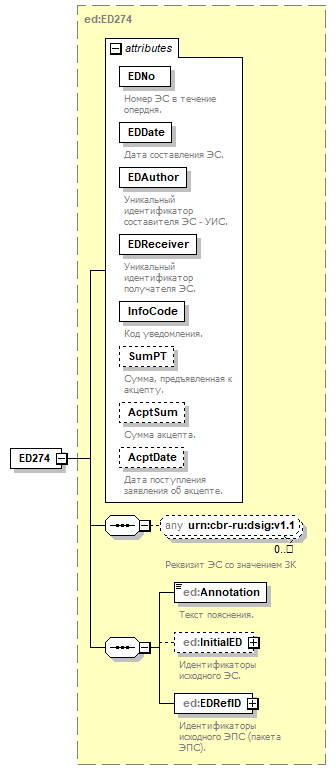 ed:ED274
attributes
EDNo
Номер ЭС в течение
опердня.
EDDate
Дата составления ЭС.
EDAuthor
Уникальный
идентификатор
составителя ЭС - УИС.
EDReceiver
Уникальный
идентификатор
получателя ЭС.
InfoCode
Код уведомления.
SumPT
Сумма, предъявленная к
акцепту.
AcptSum
Сумма акцепта.
AcptDate
Дата поступления
заявления об акцепте.
ED274
any urn:cbr-ru:dsig:v1.1
0..
Реквизит ЭС со значением ЗК
ed:Annotation
Текст пояснения.
ed:InitialED
Идентификаторы
исходного ЭС.
ed:EDRefID
Идентификаторы
исходного ЭПС (пакета
ЭПС).